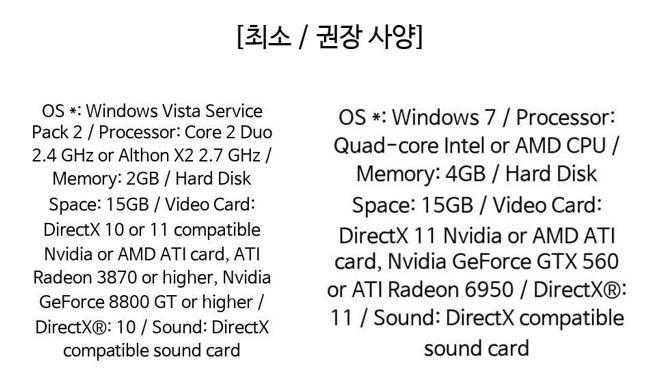 [최소 / 권장 사양]
OS *: Windows Vista Service
Pack 2 / Processor: Core 2 Duo
2.4 GHz or Althon X2 2.7 GHz /
Memory: 2GB / Hard Disk
Space: 15GB / Video Card:
DirectX 10 or 11 compatible
Nvidia or AMD ATI card, ATI
Radeon 3870 or higher, Nvidia
GeForce 8800 GT or higher /
DirectX®: 10 / Sound: DirectX
compatible sound card
OS *: Windows 7 / Processor:
Quad-core Intel or AMD CPU /
Memory: 4GB / Hard Disk
Space: 15GB / Video Card:
DirectX 11 Nvidia or AMD ATI
card, Nvidia GeForce GTX 560
or ATI Radeon 6950 / DirectX®:
11 / Sound: DirectX compatible
sound card